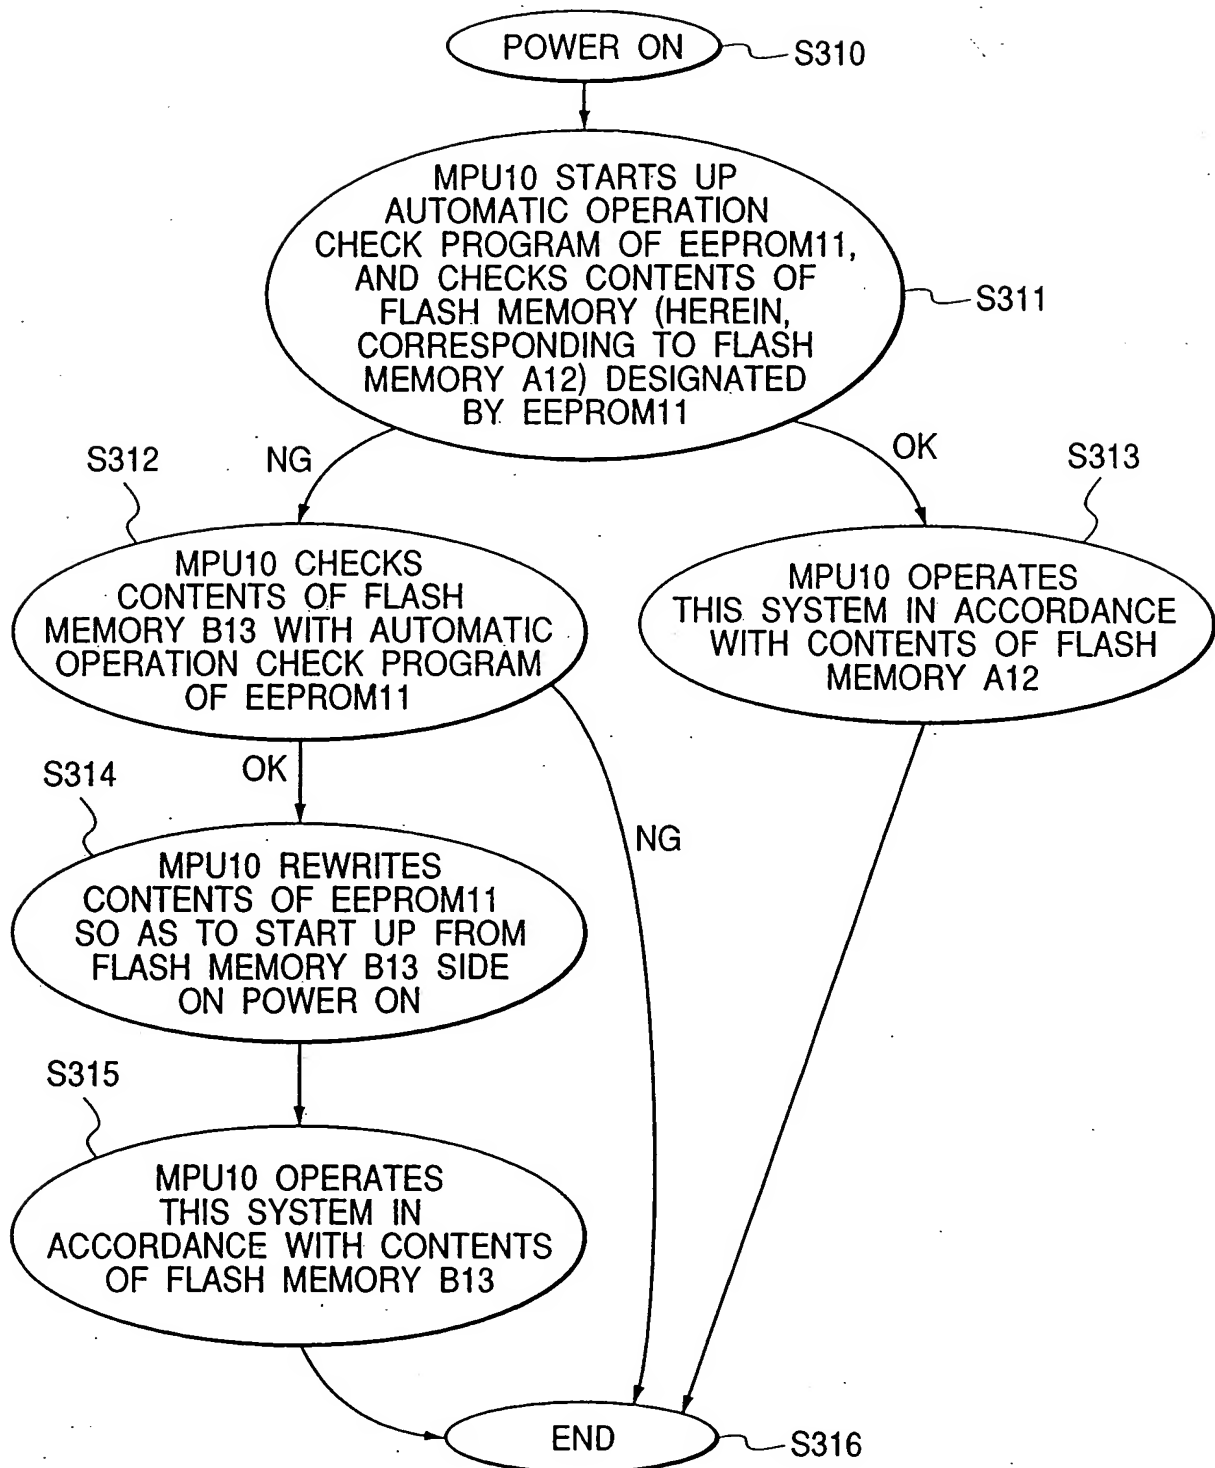 POWER ON
S310
MPU10 STARTS UP
AUTOMATIC OPERATION
CHECK PROGRAM OF EEPROM11,
AND CHECKS CONTENTS OF
FLASH MEMORY (HEREIN,
CORRESPONDING TO FLASH
MEMORY A12) DESIGNATED
BY EEPROM11
S311
NG
OK
S312
MPU10 CHECKS
CONTENTS OF FLASH
MEMORY B13 WITH AUTOMATIC
OPERATION CHECK PROGRAM
OF EEPROM11
S313
MPU10 OPERATES
THIS SYSTEM IN ACCORDANCE
WITH CONTENTS OF FLASH
MEMORY A12
OK
NG
S314
MPU10 REWRITES
CONTENTS OF EEPROM11
SO AS TO START UP FROM
FLASH MEMORY B13 SIDE
ON POWER ON
S315
MPU10 OPERATES
THIS SYSTEM IN
ACCORDANCE WITH CONTENTS
OF FLASH MEMORY B13
END
S316